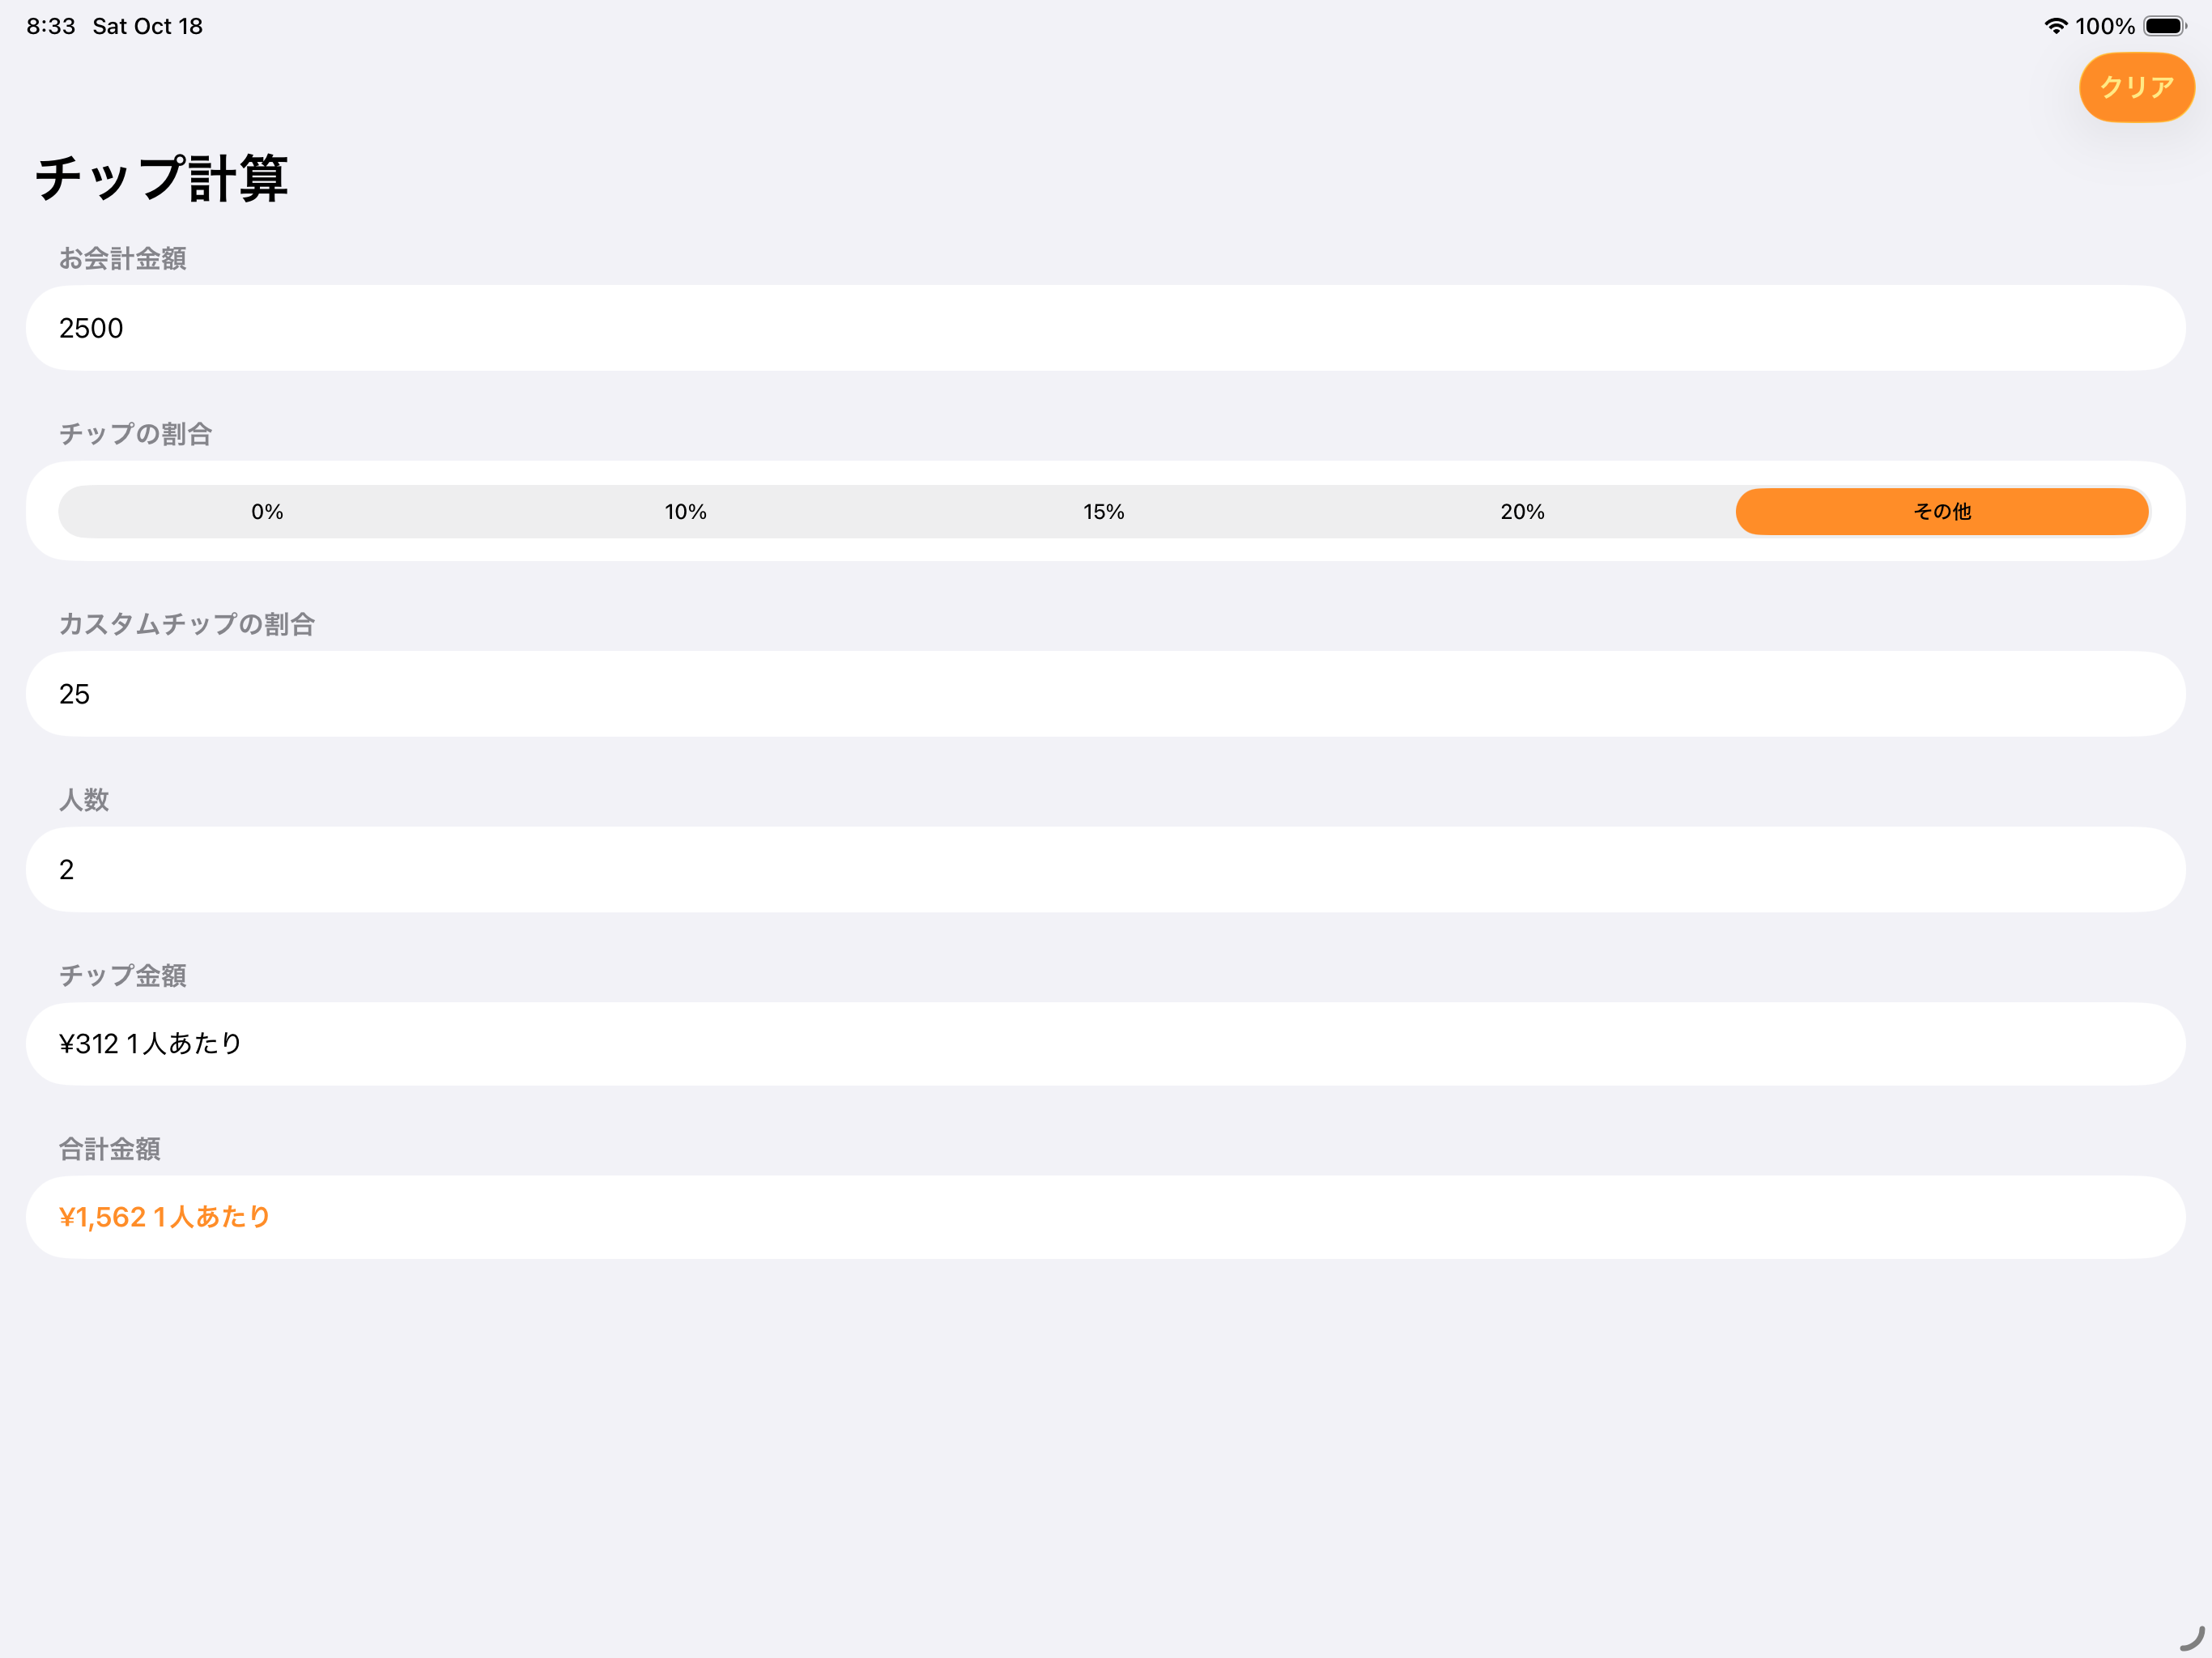 8:33 Sat Oct 18
100%
クリア
チップ計算
お会計金額
2500
チップの割合
0% 10% 15% 20% その他
カスタムチップの割合
25
人数
2
チップ金額
¥312 1人あたり
合計金額
¥1,562 1人あたり